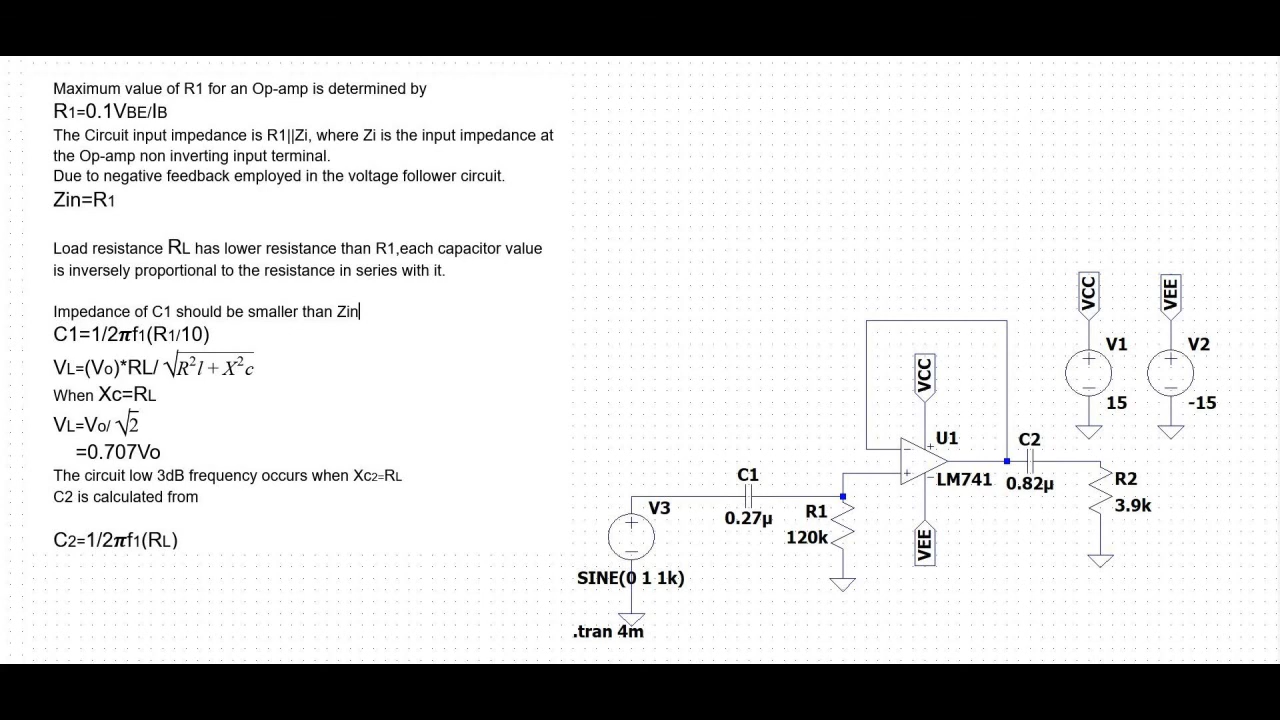 Maximum value of R1 for an Op-amp is determined by
R1=0.1VBE/IB
The Circuit input impedance is R1||Zi, where Zi is the input impedance at
the Op-amp non inverting input terminal.
Due to negative feedback employed in the voltage follower circuit.
Zin=R1
Load resistance RL has lower resistance than R1,each capacitor value
is inversely proportional to the resistance in series with it.
Impedance of C1 should be smaller than Zin
C1=1/2πf1(R1/10)
VL=(Vo)*RL/ √R²l + X²c
When Xc=RL
VL=Vo/ √2
=0.707Vo
The circuit low 3dB frequency occurs when Xc2=RL
C2 is calculated from
C2=1/2πf1(RL)
VCC
VEE
V1
V2
15
-15
VCC
U1
LM741
VEE
C2
0.82µ
R2
3.9k
C1
0.27µ
R1
120k
V3
SINE(0 1 1k)
.tran 4m